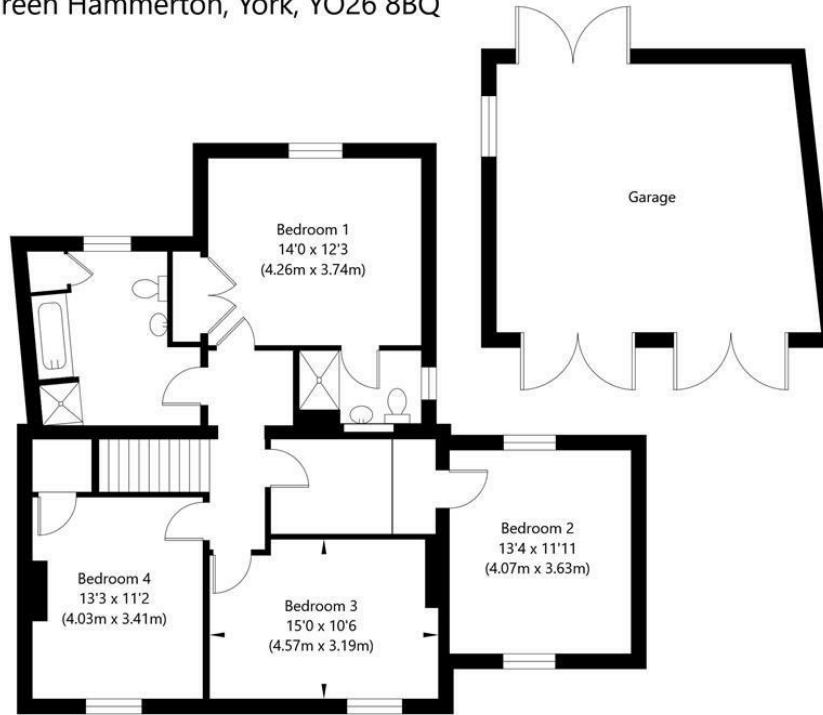 reen Hammerton, York, YO26 8BQ
Garage
Bedroom 1
14'0 x 12'3
(4.26m x 3.74m)
Bedroom 2
13'4 x 11'11
(4.07m x 3.63m)
Bedroom 4
13'3 x 11'2
(4.03m x 3.41m)
Bedroom 3
15'0 x 10'6
(4.57m x 3.19m)